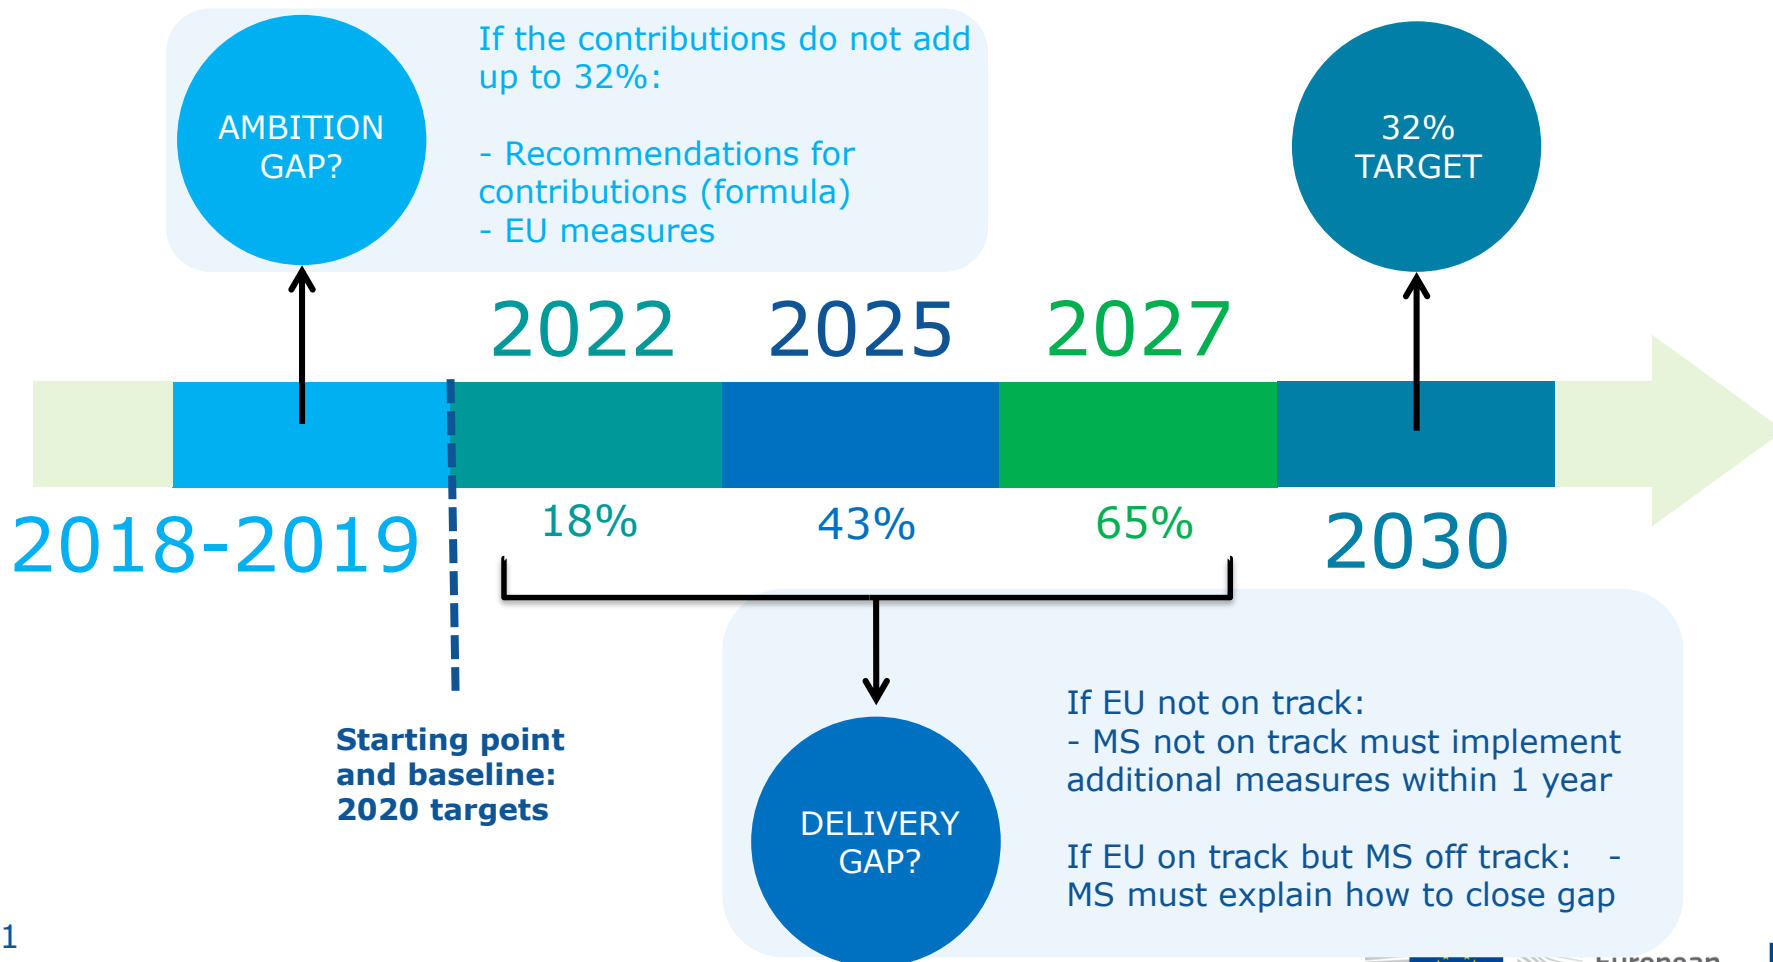 If the contributions do not add
up to 32%:
- Recommendations for
contributions (formula)
- EU measures
AMBITION
GAP?
32%
TARGET
2022
2025
2027
2018-2019
18%
43%
65%
2030
Starting point
and baseline:
2020 targets
DELIVERY
GAP?
If EU not on track:
- MS not on track must implement
additional measures within 1 year
If EU on track but MS off track: -
MS must explain how to close gap
1
European